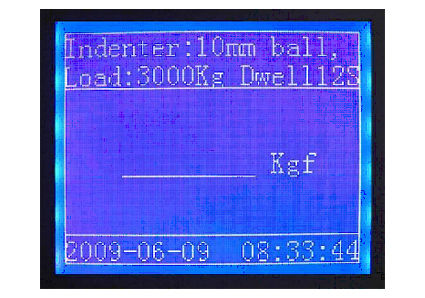 Indenter:10mm ball,
Load:3000Kg Dwell12S
Kgf
2009-06-09 08:33:44